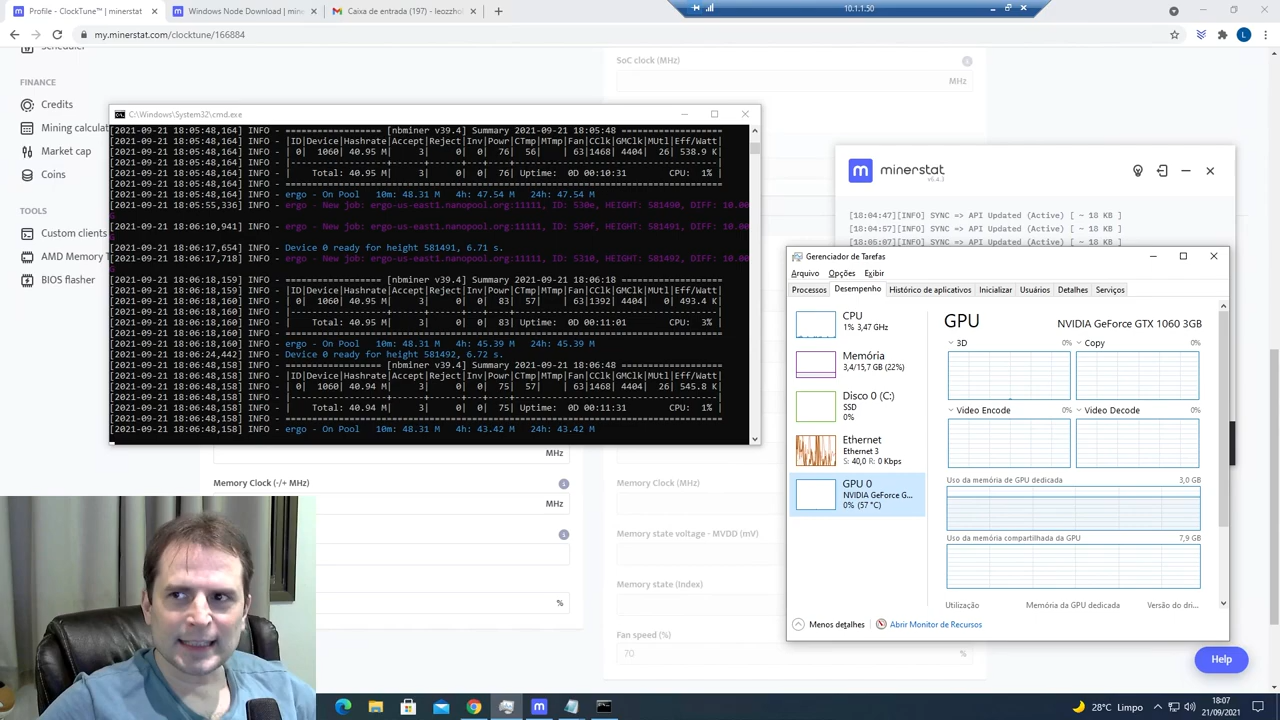 Profile - ClockTune™ | minerstat
Windows Node Download | min
Caixa de entrada (197) - leozzho
10.1.1.50
my.minerstat.com/clocktune/166884
L
Scheduler
FINANCE
Credits
Mining calculat
Market cap
Coins
TOOLS
Custom clients
AMD Memory T
BIOS flasher
SoC clock (MHz)
MHz
C:\Windows\System32\cmd.exe
[2021-09-21 18:05:48,164] INFO - ================== [nbminer v39.4] Summary 2021-09-21 18:05:48 ==================
[2021-09-21 18:05:48,164] INFO - |ID|Device|Hashrate|Accept|Reject|Inv|Powr|CTmp|MTmp|Fan|CClk|GMClk|MUtl|Eff/Watt|
[2021-09-21 18:05:48,164] INFO - | 0| 1060| 40.95 M| 3| 0| 0| 76| 56| | 63|1468| 4404| 26| 538.9 K|
[2021-09-21 18:05:48,164] INFO - | Total: 40.95 M| 3| 0| 0| 76| Uptime: 0D 00:10:31 CPU: 1% |
[2021-09-21 18:05:48,164] INFO - ergo - On Pool 10m: 48.31 M 4h: 47.54 M 24h: 47.54 M
[2021-09-21 18:05:55,336] INFO - ergo - New job: ergo-us-east1.nanopool.org:11111, ID: 530e, HEIGHT: 581490, DIFF: 10.00
G
[2021-09-21 18:06:10,941] INFO - ergo - New job: ergo-us-east1.nanopool.org:11111, ID: 530f, HEIGHT: 581491, DIFF: 10.00
G
[2021-09-21 18:06:17,654] INFO - Device 0 ready for height 581491, 6.71 s.
[2021-09-21 18:06:17,778] INFO - ergo - New job: ergo-us-east1.nanopool.org:11111, ID: 5310, HEIGHT: 581492, DIFF: 10.00
G
[2021-09-21 18:06:18,159] INFO - ================== [nbminer v39.4] Summary 2021-09-21 18:06:18 ==================
[2021-09-21 18:06:18,159] INFO - |ID|Device|Hashrate|Accept|Reject|Inv|Powr|CTmp|MTmp|Fan|CClk|GMClk|MUtl|Eff/Watt|
[2021-09-21 18:06:18,159] INFO - | 0| 1060| 40.95 M| 3| 0| 0| 83| 57| | 63|1392| 4404| 0| 493.4 K|
[2021-09-21 18:06:18,160] INFO - | Total: 40.95 M| 3| 0| 0| 83| Uptime: 0D 00:11:01 CPU: 3% |
[2021-09-21 18:06:18,160] INFO - ergo - On Pool 10m: 48.31 M 4h: 45.39 M 24h: 45.39 M
[2021-09-21 18:06:24,442] INFO - Device 0 ready for height 581492, 6.72 s.
[2021-09-21 18:06:48,158] INFO - ================== [nbminer v39.4] Summary 2021-09-21 18:06:48 ==================
[2021-09-21 18:06:48,158] INFO - |ID|Device|Hashrate|Accept|Reject|Inv|Powr|CTmp|MTmp|Fan|CClk|GMClk|MUtl|Eff/Watt|
[2021-09-21 18:06:48,158] INFO - | 0| 1060| 40.94 M| 3| 0| 0| 75| 57| | 63|1468| 4404| 26| 545.8 K|
[2021-09-21 18:06:48,158] INFO - | Total: 40.94 M| 3| 0| 0| 75| Uptime: 0D 00:11:31 CPU: 1% |
[2021-09-21 18:06:48,158] INFO - ergo - On Pool 10m: 48.31 M 4h: 43.42 M 24h: 43.42 M
minerstat
v6.4.3
[18:04:47][INFO] SYNC => API Updated (Active) [ ~ 18 KB ]
[18:05:07][INFO] SYNC => API Updated (Active) [ ~ 18 KB ]
Gerenciador de Tarefas
Arquivo Opções Exibir
Processos Desempenho Histórico de aplicativos Inicializar Usuários Detalhes Serviços
CPU
1% 3,47 GHz
Memória
3,4/15,7 GB (22%)
Disco 0 (C:)
SSD
0%
Ethernet
Ethernet 3
S: 40,0 R: 0 Kbps
GPU 0
NVIDIA GeForce G...
0% (57 °C)
GPU
NVIDIA GeForce GTX 1060 3GB
3D 0% Copy 0%
Video Encode 0% Video Decode 0%
Uso da memória de GPU dedicada 3,0 GB
Uso da memória compartilhada da GPU 7,9 GB
Utilização Memória da GPU dedicada Versão do dri...
Menos detalhes Abrir Monitor de Recursos
MHz
Memory Clock (-/+ MHz)
MHz
%
Memory Clock (MHz)
Memory state voltage - MVDD (mV)
Memory state (Index)
Fan speed (%)
70 %
Help
28°C Limpo
18:07
21/09/2021